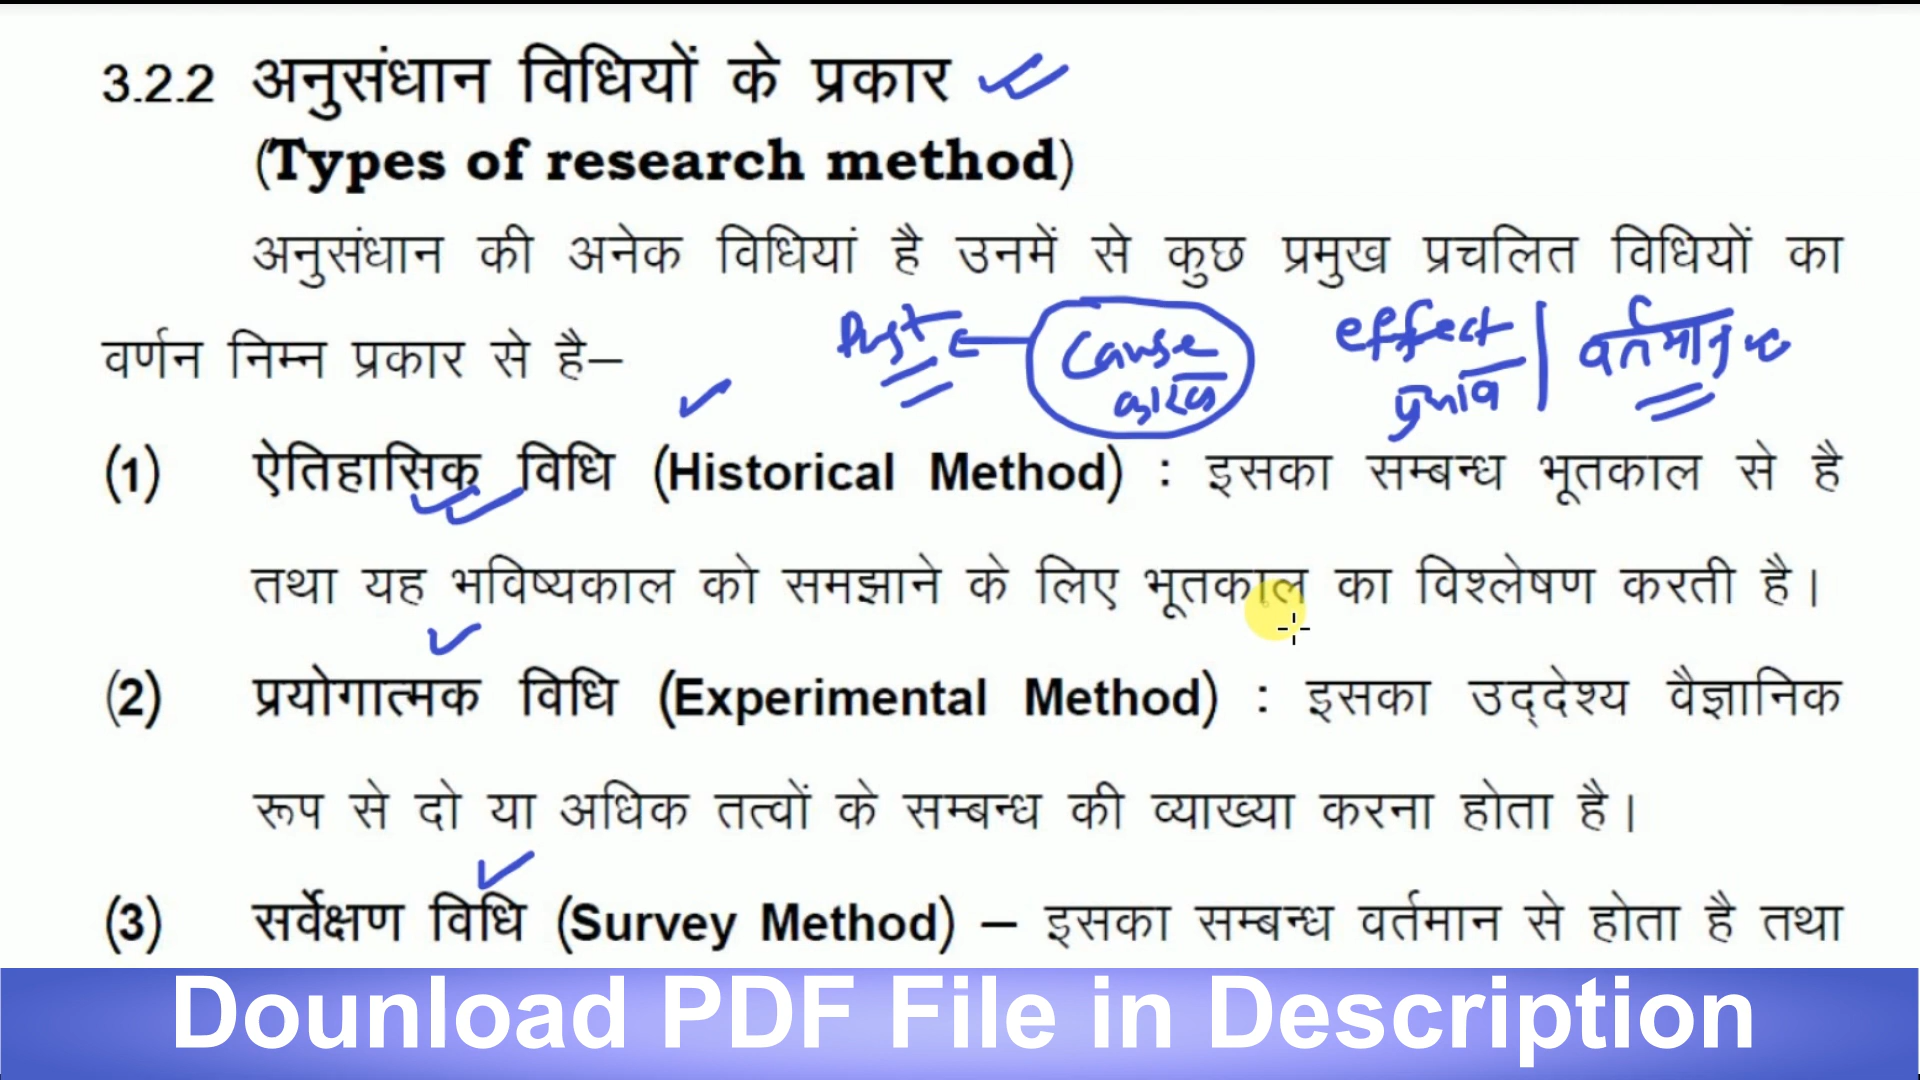 3.2.2 अनुसंधान विधियों के प्रकार
(Types of research method)
अनुसंधान की अनेक विधियां है उनमें से कुछ प्रमुख प्रचलित विधियों का
Past Cause effect वर्तमान
कारक प्रभाव
वर्णन निम्न प्रकार से है–
(1) ऐतिहासिक विधि (Historical Method) : इसका सम्बन्ध भूतकाल से है
तथा यह भविष्यकाल को समझाने के लिए भूतकाल का विश्लेषण करती है।
(2) प्रयोगात्मक विधि (Experimental Method) : इसका उद्देश्य वैज्ञानिक
रूप से दो या अधिक तत्वों के सम्बन्ध की व्याख्या करना होता है।
(3) सर्वेक्षण विधि (Survey Method) – इसका सम्बन्ध वर्तमान से होता है तथा
Dounload PDF File in Description